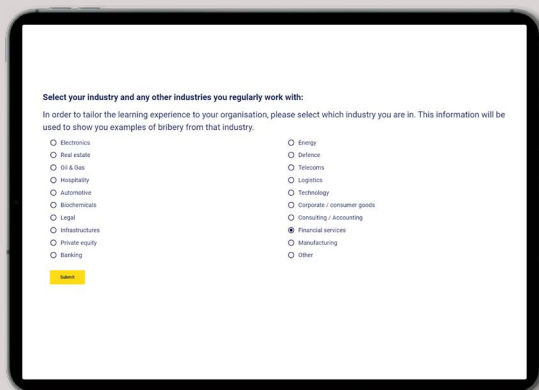 Select your industry and any other industries you regularly work with:
In order to tailor the learning experience to your organisation, please select which industry you are in. This information will be
used to show you examples of bribery from that industry.
Electronics
Real estate
Oil & Gas
Hospitality
Automotive
Biochemicals
Legal
Infrastructures
Private equity
Banking
Energy
Defence
Telecoms
Logistics
Technology
Corporate / consumer goods
Consulting / Accounting
Financial services
Manufacturing
Other
Submit